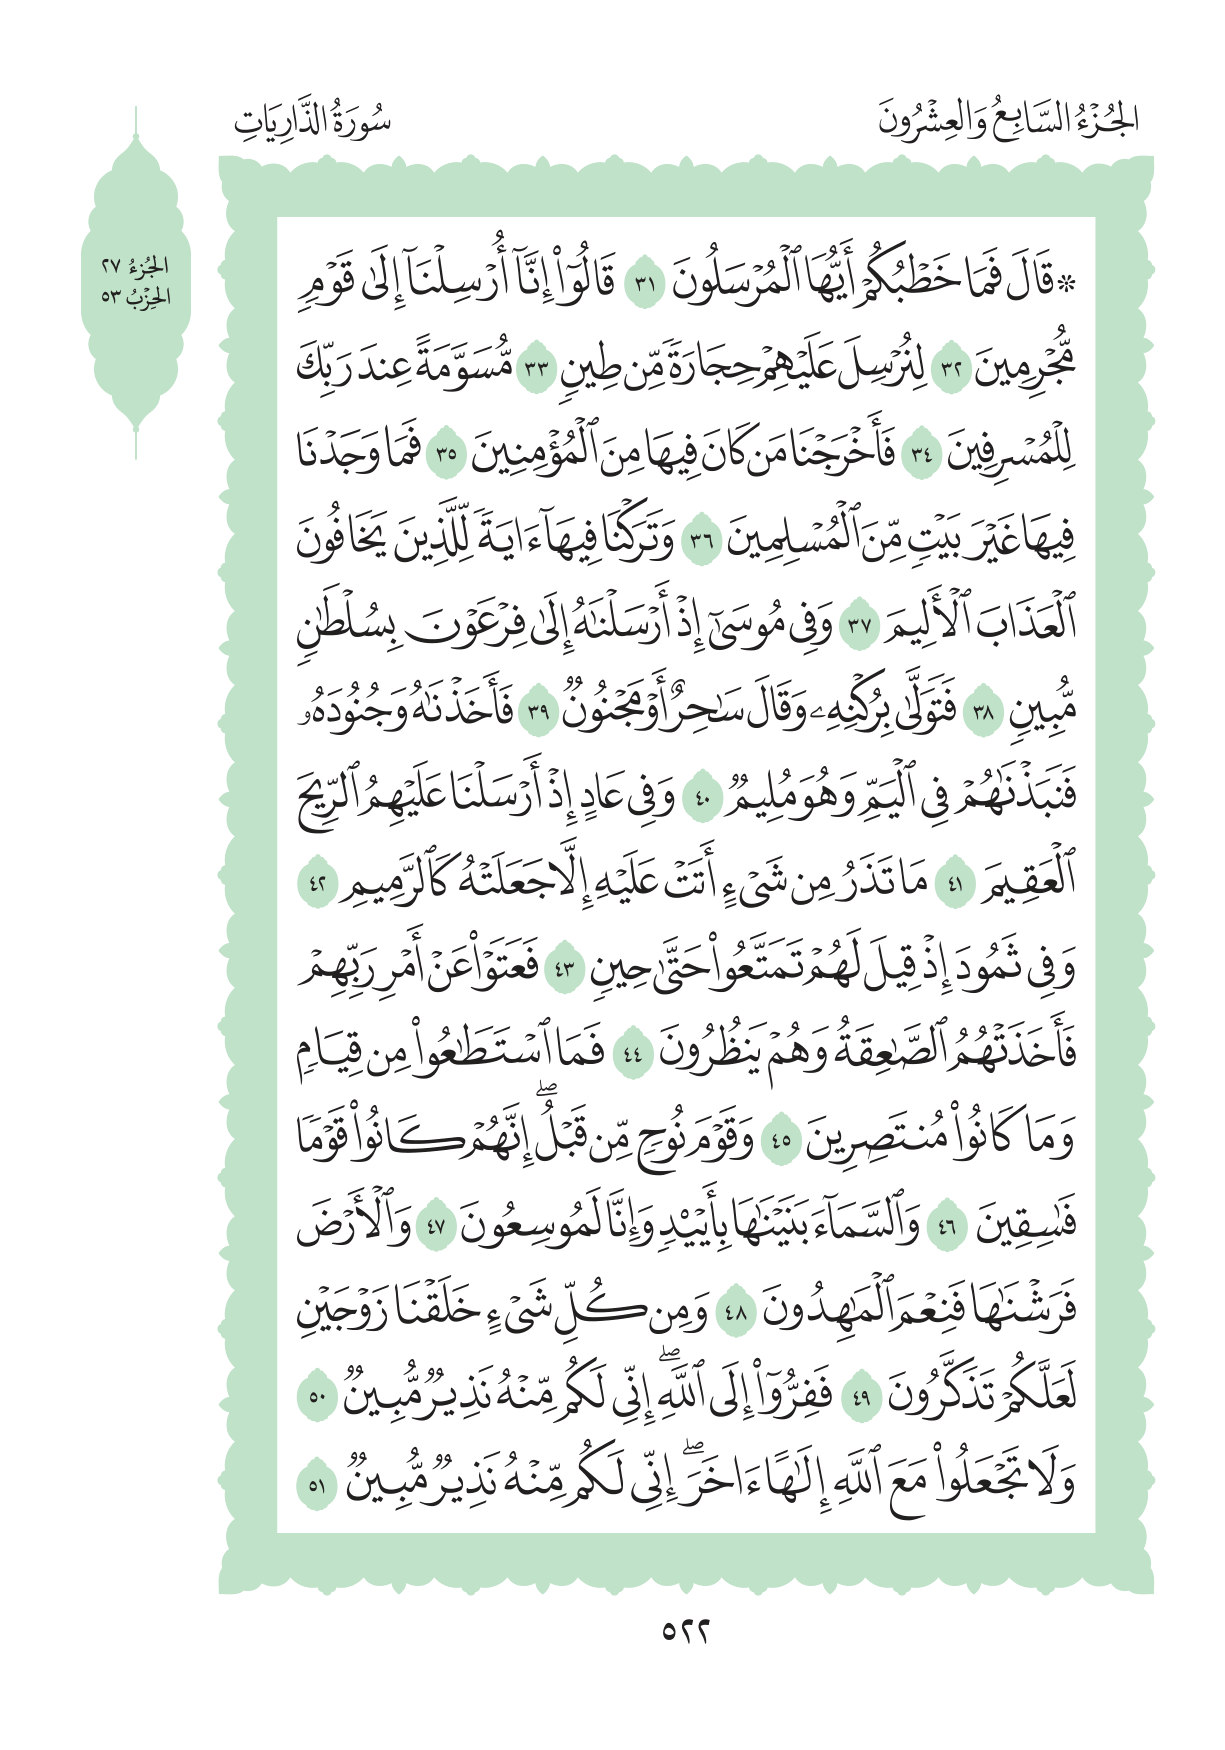 الجُزْءُ السَّابِعُ وَالعِشْرُونَ
سُورَةُ الذَّارِيَاتِ
الجُزءُ ٢٧
الحِزْبُ ٥٣
۞ قَالَ فَمَا خَطْبُكُمْ أَيُّهَا ٱلْمُرْسَلُونَ ٣١ قَالُوٓاْ إِنَّآ أُرْسِلْنَآ إِلَىٰ قَوْمٖ
مُّجْرِمِينَ ٣٢ لِنُرْسِلَ عَلَيْهِمْ حِجَارَةٗ مِّن طِينٖ ٣٣ مُّسَوَّمَةً عِندَ رَبِّكَ
لِلْمُسْرِفِينَ ٣٤ فَأَخْرَجْنَا مَن كَانَ فِيهَا مِنَ ٱلْمُؤْمِنِينَ ٣٥ فَمَا وَجَدْنَا
فِيهَا غَيْرَ بَيْتٖ مِّنَ ٱلْمُسْلِمِينَ ٣٦ وَتَرَكْنَا فِيهَآ ءَايَةٗ لِّلَّذِينَ يَخَافُونَ
ٱلْعَذَابَ ٱلْأَلِيمَ ٣٧ وَفِي مُوسَىٰٓ إِذْ أَرْسَلْنَٰهُ إِلَىٰ فِرْعَوْنَ بِسُلْطَٰنٖ
مُّبِينٖ ٣٨ فَتَوَلَّىٰ بِرُكْنِهِۦ وَقَالَ سَٰحِرٌ أَوْ مَجْنُونٞ ٣٩ فَأَخَذْنَٰهُ وَجُنُودَهُۥ
فَنَبَذْنَٰهُمْ فِي ٱلْيَمِّ وَهُوَ مُلِيمٞ ٤٠ وَفِي عَادٍ إِذْ أَرْسَلْنَا عَلَيْهِمُ ٱلرِّيحَ
ٱلْعَقِيمَ ٤١ مَا تَذَرُ مِن شَيْءٍ أَتَتْ عَلَيْهِ إِلَّا جَعَلَتْهُ كَٱلرَّمِيمِ ٤٢
وَفِي ثَمُودَ إِذْ قِيلَ لَهُمْ تَمَتَّعُواْ حَتَّىٰ حِينٖ ٤٣ فَعَتَوْاْ عَنْ أَمْرِ رَبِّهِمْ
فَأَخَذَتْهُمُ ٱلصَّٰعِقَةُ وَهُمْ يَنظُرُونَ ٤٤ فَمَا ٱسْتَطَٰعُواْ مِن قِيَامٖ
وَمَا كَانُواْ مُنتَصِرِينَ ٤٥ وَقَوْمَ نُوحٖ مِّن قَبْلُۖ إِنَّهُمْ كَانُواْ قَوْمٗا
فَٰسِقِينَ ٤٦ وَٱلسَّمَآءَ بَنَيْنَٰهَا بِأَيْيْدٖ وَإِنَّا لَمُوسِعُونَ ٤٧ وَٱلْأَرْضَ
فَرَشْنَٰهَا فَنِعْمَ ٱلْمَٰهِدُونَ ٤٨ وَمِن كُلِّ شَيْءٍ خَلَقْنَا زَوْجَيْنِ
لَعَلَّكُمْ تَذَكَّرُونَ ٤٩ فَفِرُّوٓاْ إِلَى ٱللَّهِۖ إِنِّي لَكُم مِّنْهُ نَذِيرٞ مُّبِينٞ ٥٠
وَلَا تَجْعَلُواْ مَعَ ٱللَّهِ إِلَٰهًا ءَاخَرَۖ إِنِّي لَكُم مِّنْهُ نَذِيرٞ مُّبِينٞ ٥١
٥٢٢